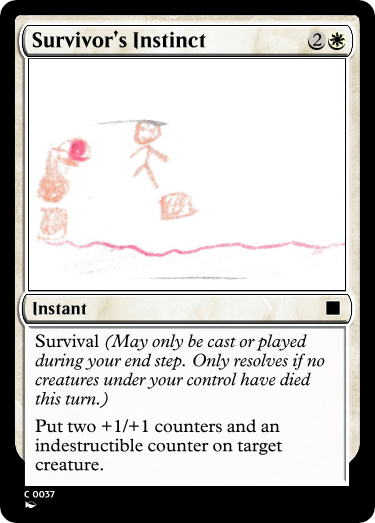 Survivor's Instinct 2
Instant
Survival (May only be cast or played
during your end step. Only resolves if no
creatures under your control have died
this turn.)
Put two +1/+1 counters and an
indestructible counter on target
creature.
C 0037